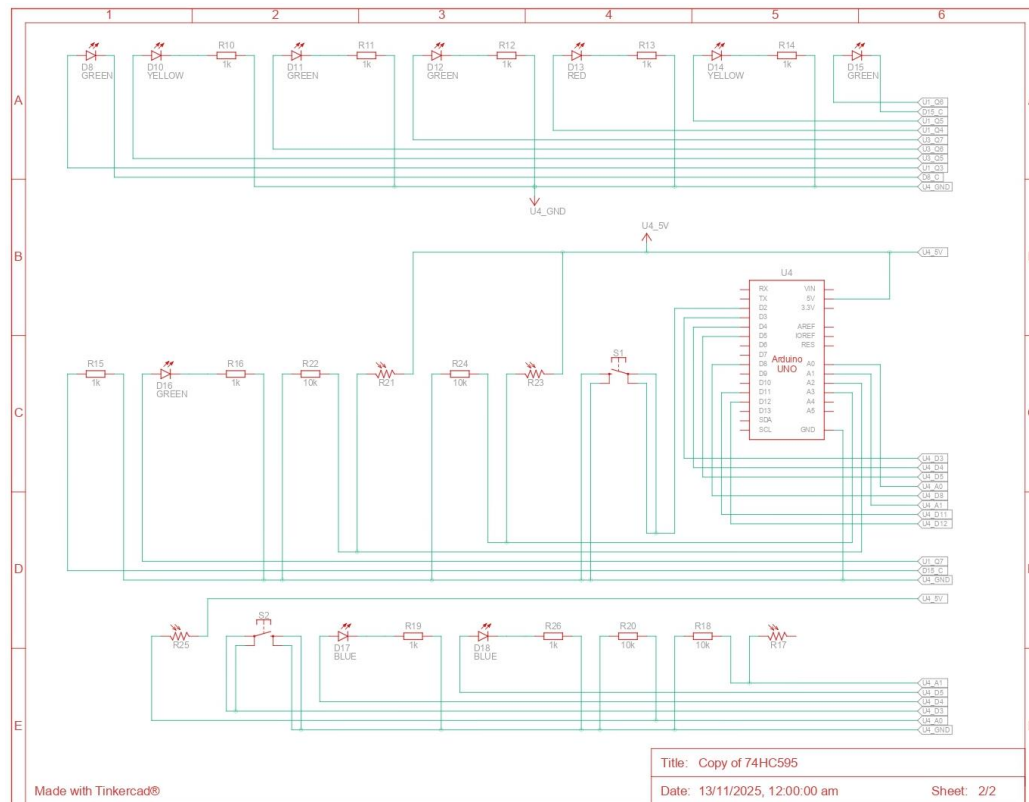 1 2 3 4 5 6
R10 R11 R12 R13 R14
D8 1k D11 1k D12 1k D13 1k D14 1k D15
GREEN D10 GREEN GREEN RED YELLOW GREEN
YELLOW
A
U1_Q6
D15_C
U1_Q5
U1_Q4
U3_Q7
U3_Q6
U3_Q5
U1_Q3
D8_C
U4_GND
U4_GND
U4_5V
B
U4_5V
U4
RX VIN
TX 5V
D2 3.3V
D3
D4 AREF
D5 IOREF
D6 RES
D7
D8 A0
D9 A1
D10 A2
D11 A3
D12 A4
D13 A5
SDA
SCL GND
Arduino
UNO
R15 R16 R22 R24 S1
1k D16 1k 10k R21 10k R23
GREEN
C
U4_D3
U4_D4
U4_D5
U4_A0
U4_D8
U4_A1
U4_D11
U4_D12
D
U1_Q7
D15_C
U4_GND
U4_5V
S2 R19 R26 R20 R18
R25 D17 1k D18 1k 10k 10k R17
BLUE BLUE
U4_A1
U4_D5
U4_D4
U4_D3
U4_A0
U4_GND
E
Title: Copy of 74HC595
Made with Tinkercad® Date: 13/11/2025, 12:00:00 am Sheet: 2/2